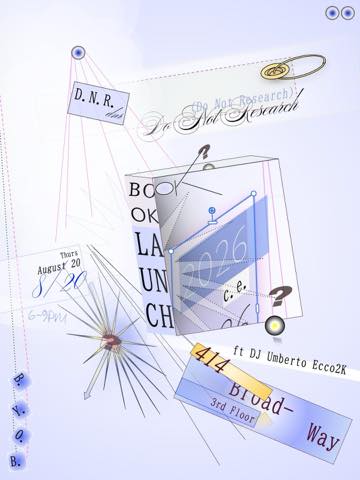 D.N.R.
club
(Do Not Research)
Do Not Research
?
BO
OK
LA
UN
CH
2026
c.e.
?
Thurs
August 20
8/20
6-9PM
?
414
Broad-
Way
3rd Floor
ft DJ Umberto Ecco2K
B.
Y.
O.
B.